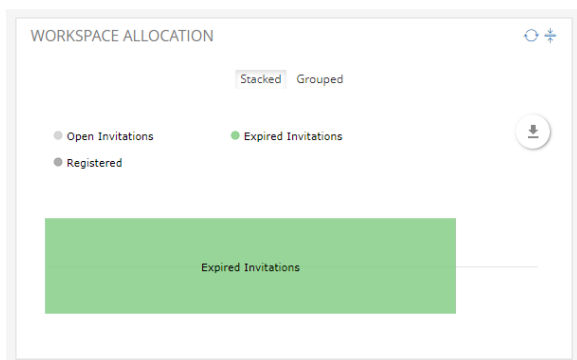 WORKSPACE ALLOCATION
Stacked Grouped
Open Invitations Expired Invitations
Registered
Expired Invitations